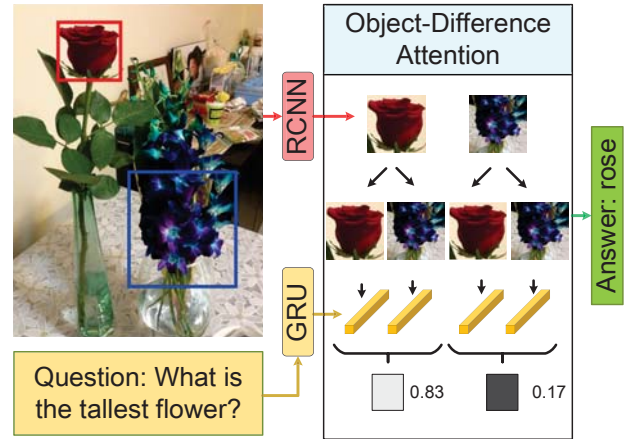 Object-Difference
Attention
RCNN
GRU
Question: What is
the tallest flower?
0.83
0.17
Answer: rose